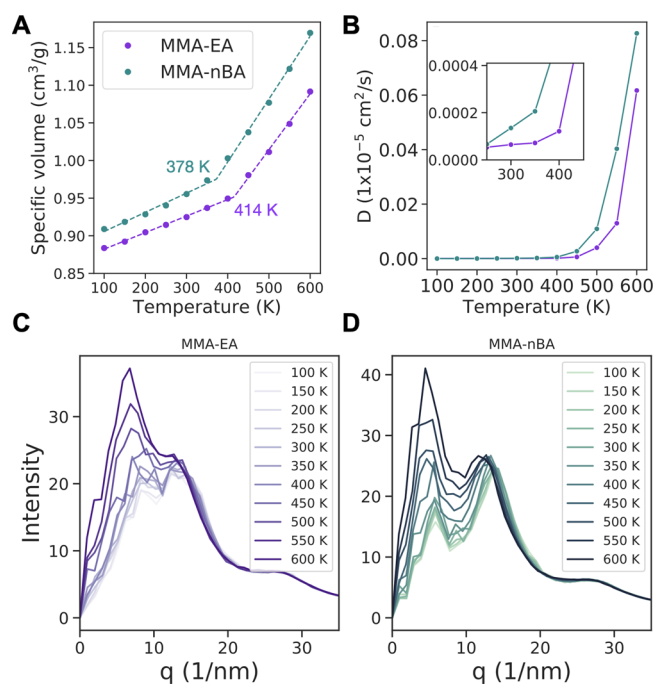 A
MMA-EA
MMA-nBA
378 K
414 K
Specific volume (cm³/g)
1.15
1.10
1.05
1.00
0.95
0.90
0.85
100 200 300 400 500 600
Temperature (K)
B
D (1x10⁻⁵ cm²/s)
0.08
0.06
0.04
0.02
0.00
0.0004
0.0002
0.0000
300 400
100 200 300 400 500 600
Temperature (K)
C
MMA-EA
Intensity
30
20
10
0
100 K
150 K
200 K
250 K
300 K
350 K
400 K
450 K
500 K
550 K
600 K
0 10 20 30
q (1/nm)
D
MMA-nBA
40
30
20
10
0
100 K
150 K
200 K
250 K
300 K
350 K
400 K
450 K
500 K
550 K
600 K
0 10 20 30
q (1/nm)